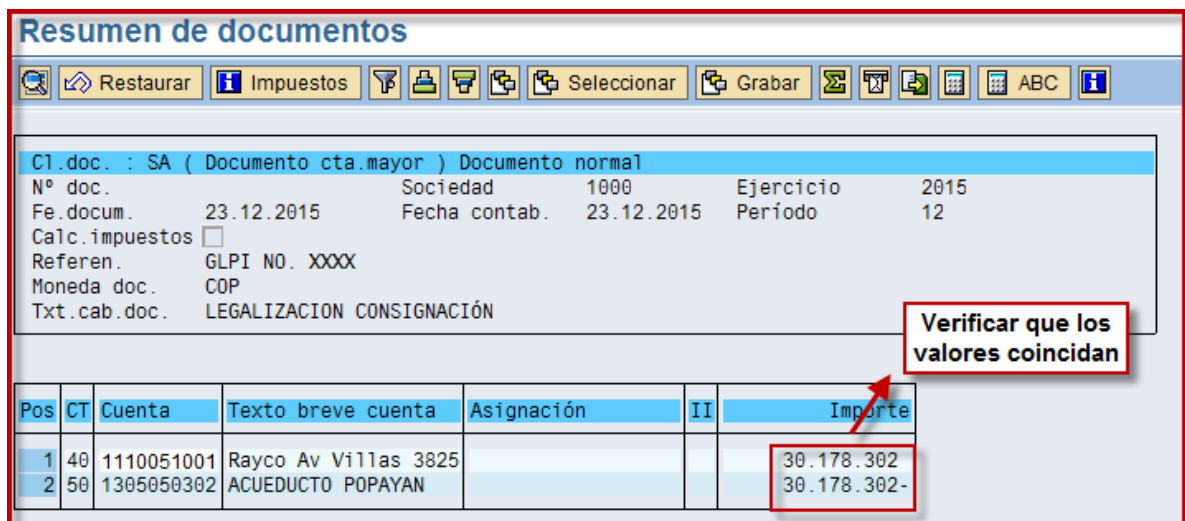 Resumen de documentos
Restaurar Impuestos Seleccionar Grabar ABC
Cl.doc. : SA ( Documento cta.mayor ) Documento normal
Nº doc. Sociedad 1000 Ejercicio 2015
Fe.docum. 23.12.2015 Fecha contab. 23.12.2015 Período 12
Calc.impuestos
Referen. GLPI NO. XXXX
Moneda doc. COP
Txt.cab.doc. LEGALIZACION CONSIGNACIÓN
Verificar que los
valores coincidan
Pos CT Cuenta Texto breve cuenta Asignación II Importe
1 40 1110051001 Rayco Av Villas 3825 30.178.302
2 50 1305050302 ACUEDUCTO POPAYAN 30.178.302-